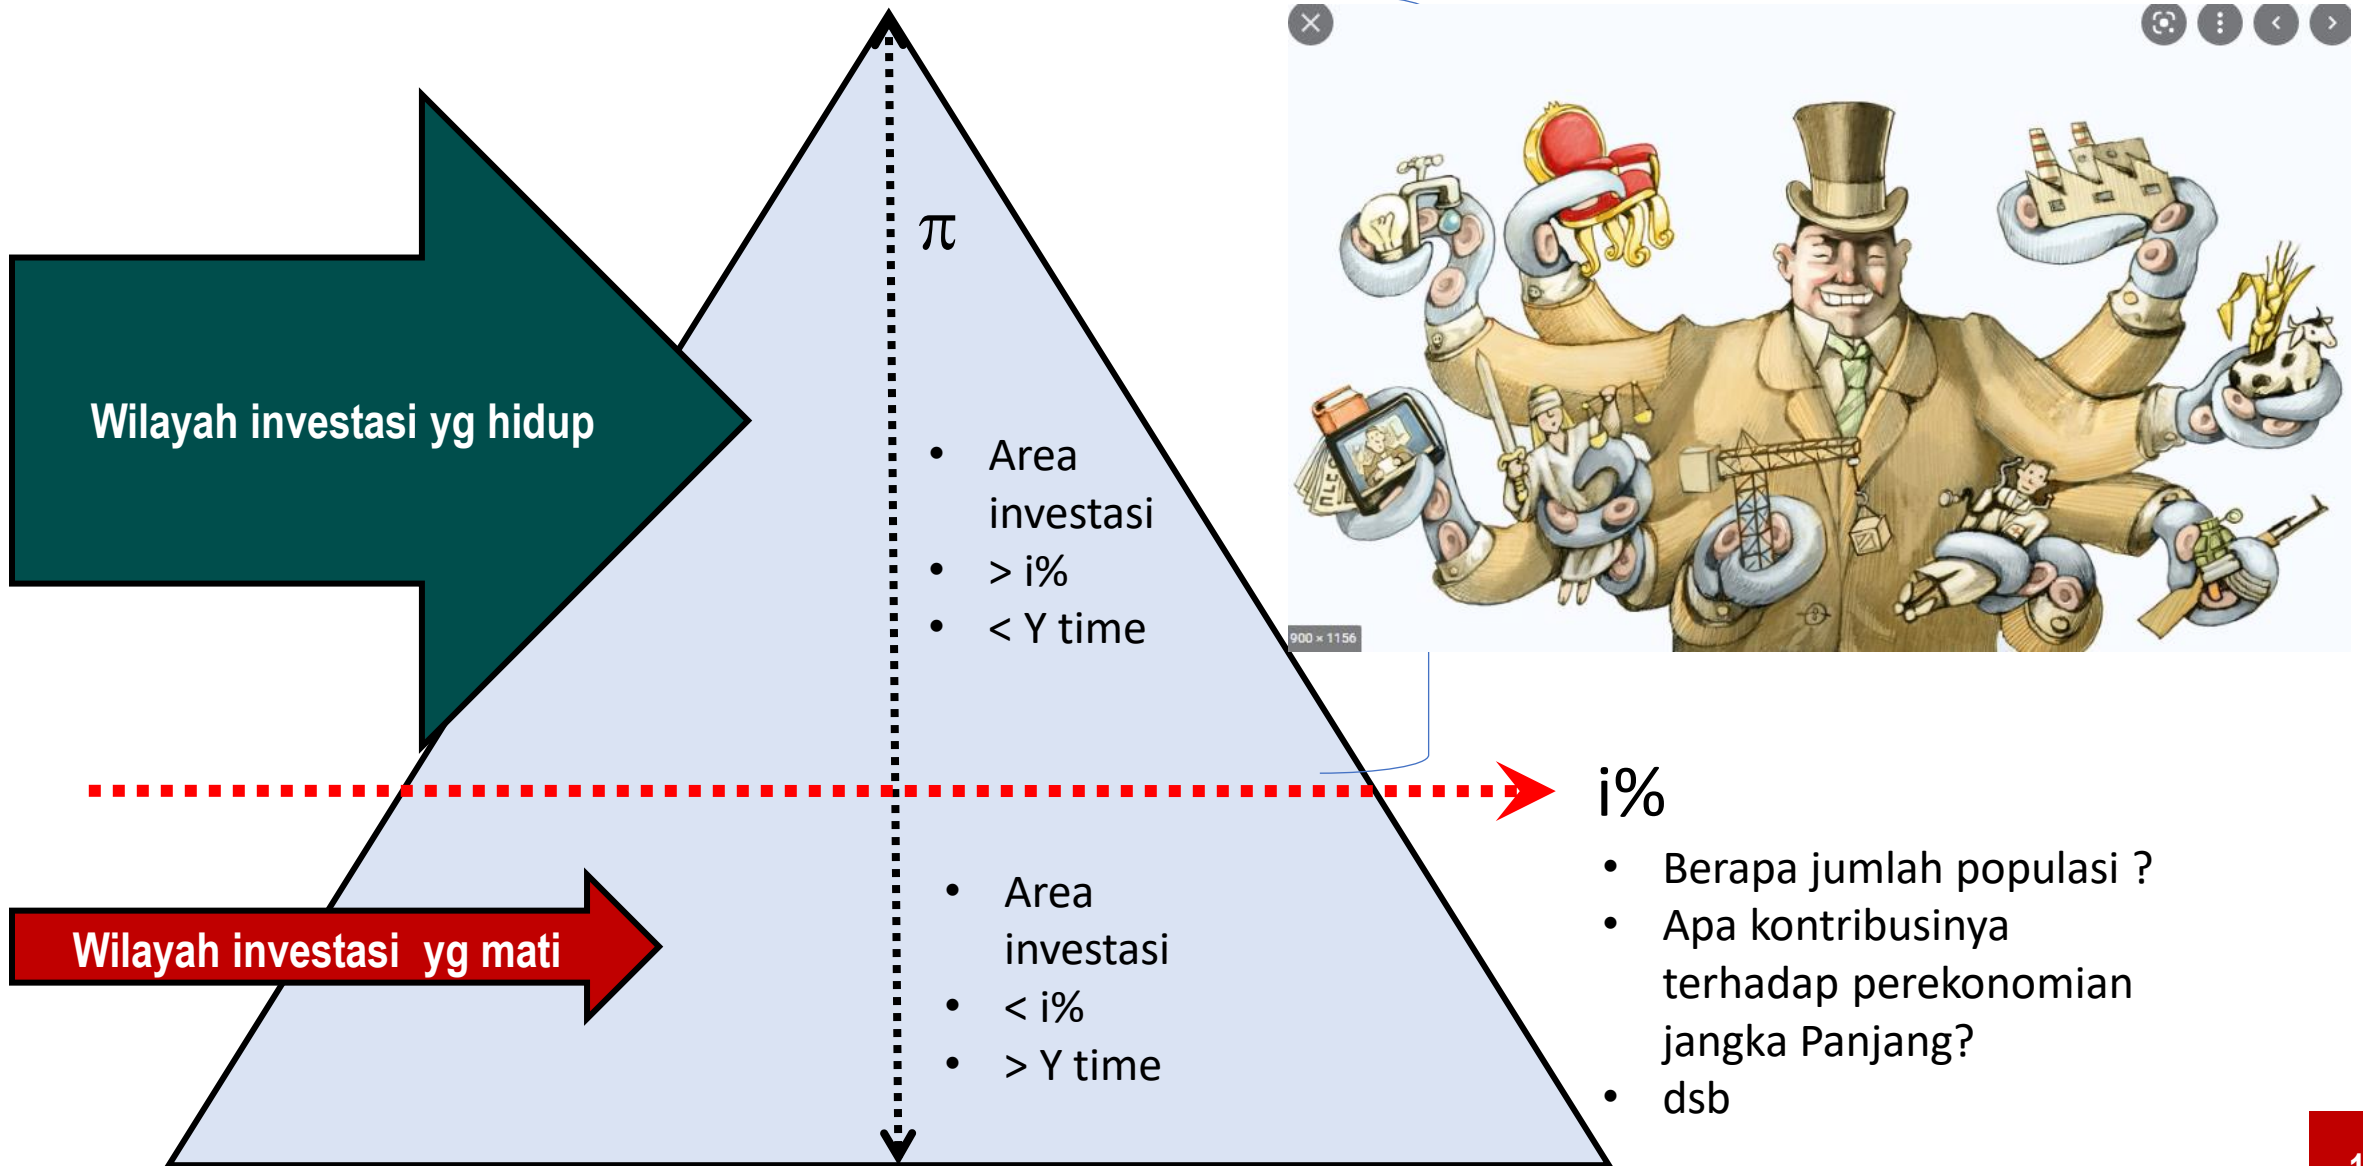 π
Wilayah investasi yg hidup
• Area
investasi
• > i%
• < Y time
900 × 1156
i%
Wilayah investasi  yg mati
• Area
investasi
• < i%
• > Y time
• Berapa jumlah populasi ?
• Apa kontribusinya
terhadap perekonomian
jangka Panjang?
• dsb